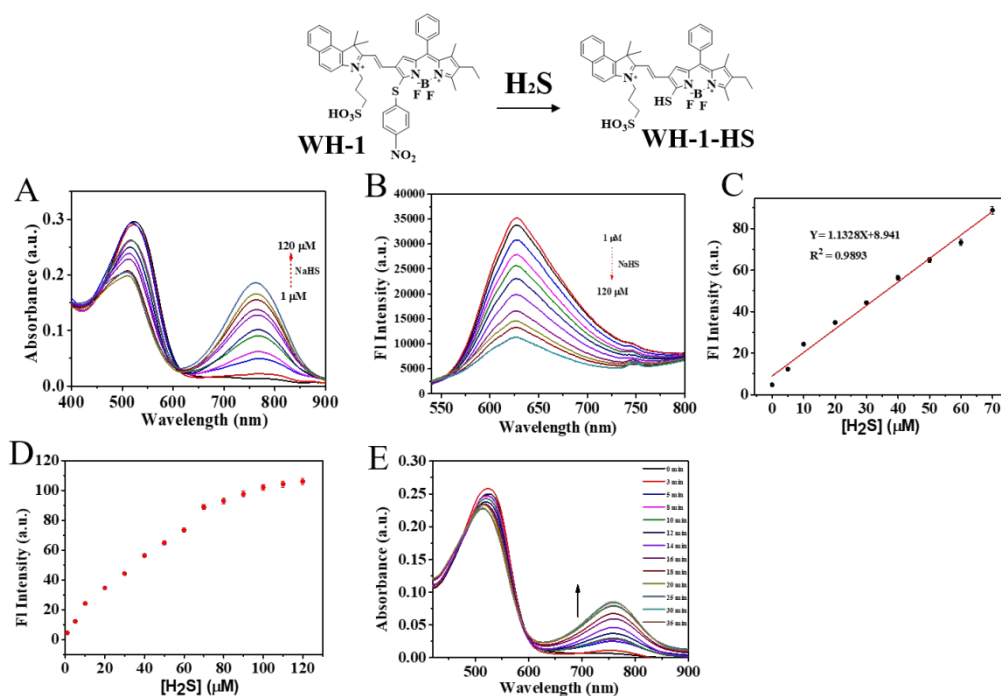 N+
HO3S
S
NO2
N
B
N
F F
WH-1
H2S
N+
HO3S
HS
N
B
N
F F
WH-1-HS
A
Absorbance (a.u.)
0.3
0.2
0.1
0.0
120 μM
NaHS
1 μM
400 500 600 700 800 900
Wavelength (nm)
B
Fl Intensity (a.u.)
40000
35000
30000
25000
20000
15000
10000
5000
0
1 μM
NaHS
120 μM
550 600 650 700 750 800
Wavelength (nm)
C
Fl Intensity (a.u.)
80
60
40
20
0
Y= 1.1328X+8.941
R2 = 0.9893
0 10 20 30 40 50 60 70
[H2S] (μM)
D
Fl Intensity (a.u.)
120
100
80
60
40
20
0
0 20 40 60 80 100 120
[H2S] (μM)
E
Absorbance (a.u.)
0.30
0.25
0.20
0.15
0.10
0.05
0.00
0 min
3 min
5 min
8 min
10 min
12 min
14 min
16 min
18 min
20 min
25 min
30 min
35 min
500 600 700 800 900
Wavelength (nm)